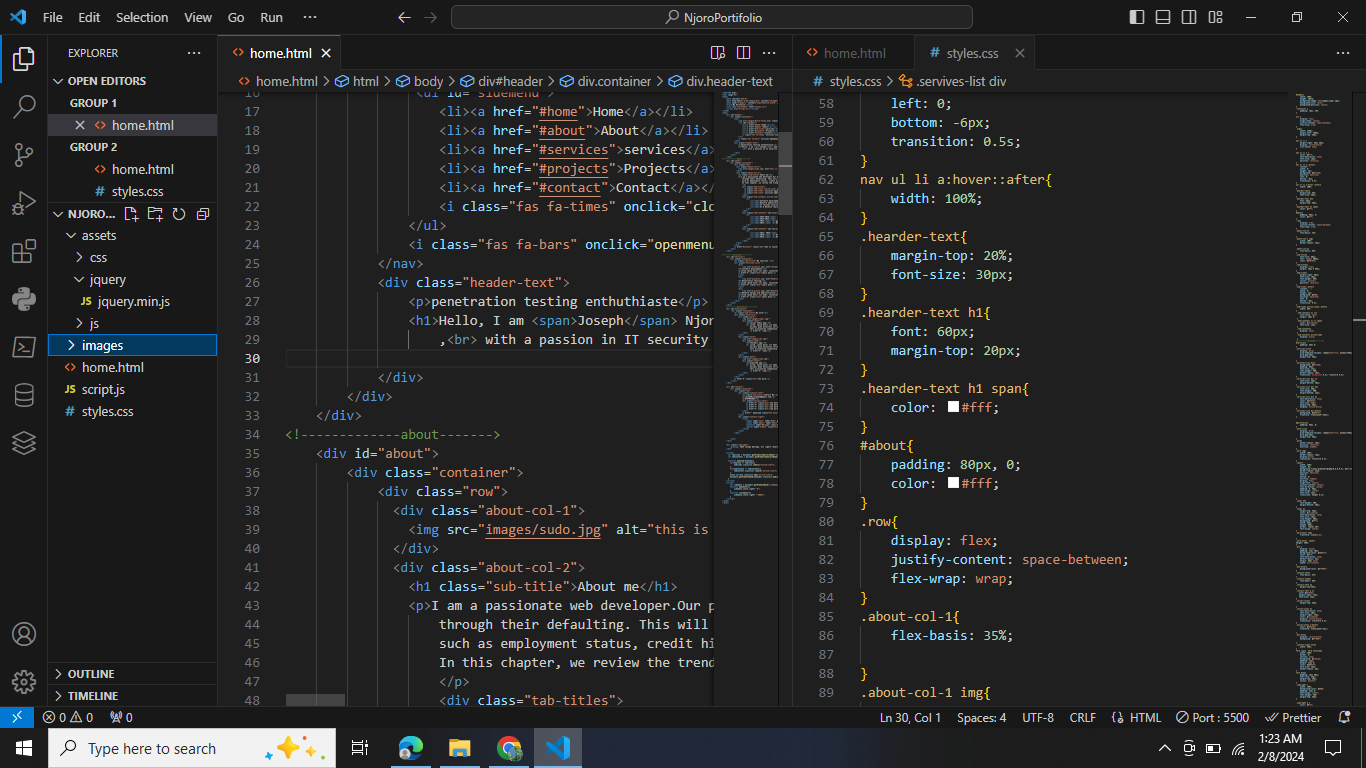 File Edit Selection View Go Run ···
NjoroPortifolio
EXPLORER ···
OPEN EDITORS
GROUP 1
home.html
GROUP 2
home.html
# styles.css
NJORO...
assets
css
jquery
JS jquery.min.js
js
images
home.html
JS script.js
# styles.css
OUTLINE
TIMELINE
home.html
home.html > html > body > div#header > div.container > div.header-text
17 <li><a href="#home">Home</a></li>
18 <li><a href="#about">About</a></li>
19 <li><a href="#services">services</a>
20 <li><a href="#projects">Projects</a>
21 <li><a href="#contact">Contact</a></
22 <i class="fas fa-times" onclick="clo
23 </ul>
24 <i class="fas fa-bars" onclick="openmenu
25 </nav>
26 <div class="header-text">
27 <p>penetration testing enthuthiaste</p>
28 <h1>Hello, I am <span>Joseph</span> Njor
29 ,<br> with a passion in IT security
30
31 </div>
32 </div>
33 </div>
34 <!-------------about------->
35 <div id="about">
36 <div class="container">
37 <div class="row">
38 <div class="about-col-1">
39 <img src="images/sudo.jpg" alt="this is
40 </div>
41 <div class="about-col-2">
42 <h1 class="sub-title">About me</h1>
43 <p>I am a passionate web developer.Our p
44 through their defaulting. This will
45 such as employment status, credit hi
46 In this chapter, we review the trend
47 </p>
48 <div class="tab-titles">
home.html # styles.css
# styles.css > .servives-list div
58 left: 0;
59 bottom: -6px;
60 transition: 0.5s;
61 }
62 nav ul li a:hover::after{
63 width: 100%;
64 }
65 .hearder-text{
66 margin-top: 20%;
67 font-size: 30px;
68 }
69 .hearder-text h1{
70 font: 60px;
71 margin-top: 20px;
72 }
73 .hearder-text h1 span{
74 color: #fff;
75 }
76 #about{
77 padding: 80px, 0;
78 color: #fff;
79 }
80 .row{
81 display: flex;
82 justify-content: space-between;
83 flex-wrap: wrap;
84 }
85 .about-col-1{
86 flex-basis: 35%;
87
88 }
89 .about-col-1 img{
0 0 0
Ln 30, Col 1 Spaces: 4 UTF-8 CRLF HTML Port : 5500 Prettier
Type here to search
1:23 AM
2/8/2024